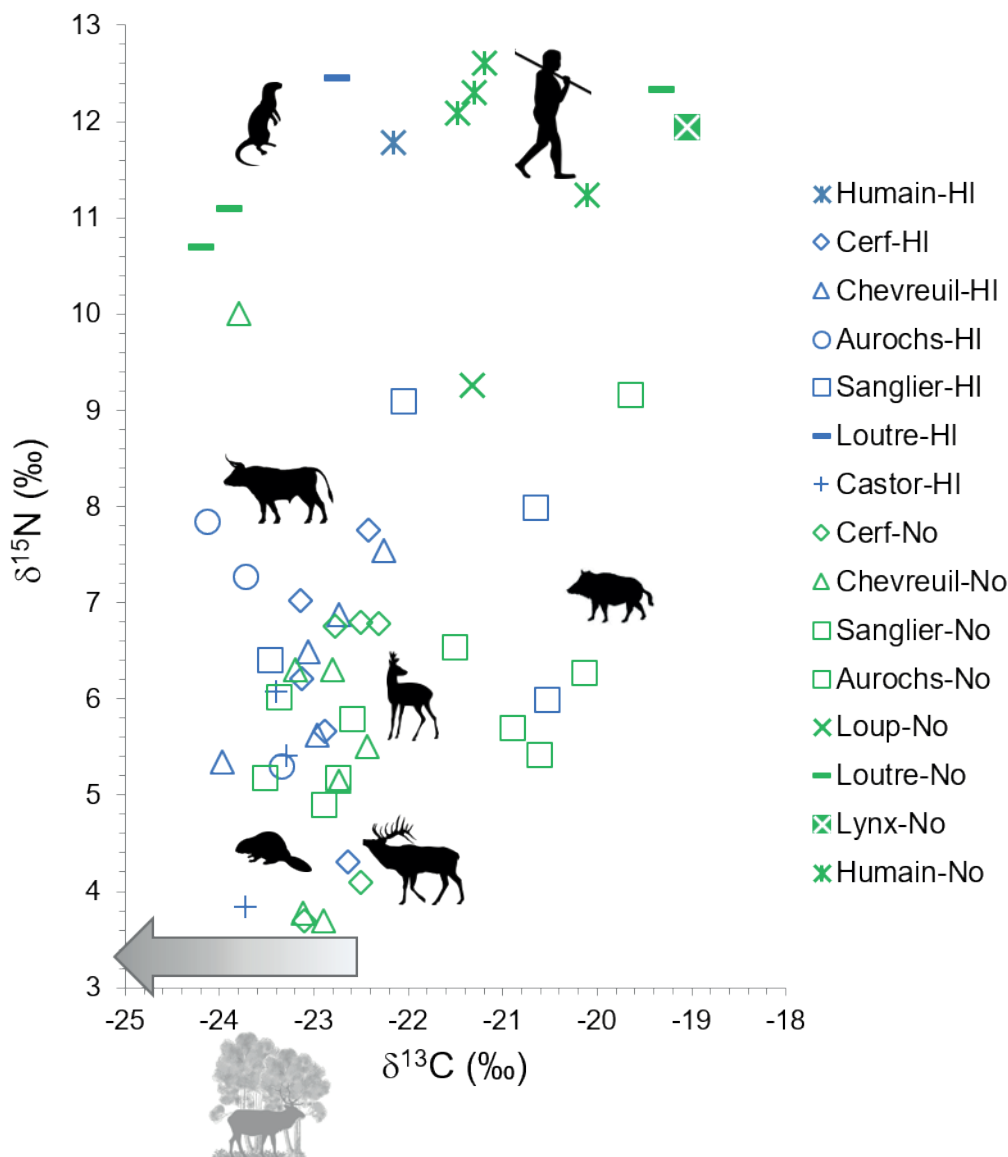 13
12
11
10
9
8
7
6
5
4
3
δ15N (‰)
-25 -24 -23 -22 -21 -20 -19 -18
δ13C (‰)
Humain-HI
Cerf-HI
Chevreuil-HI
Aurochs-HI
Sanglier-HI
Loutre-HI
Castor-HI
Cerf-No
Chevreuil-No
Sanglier-No
Aurochs-No
Loup-No
Loutre-No
Lynx-No
Humain-No